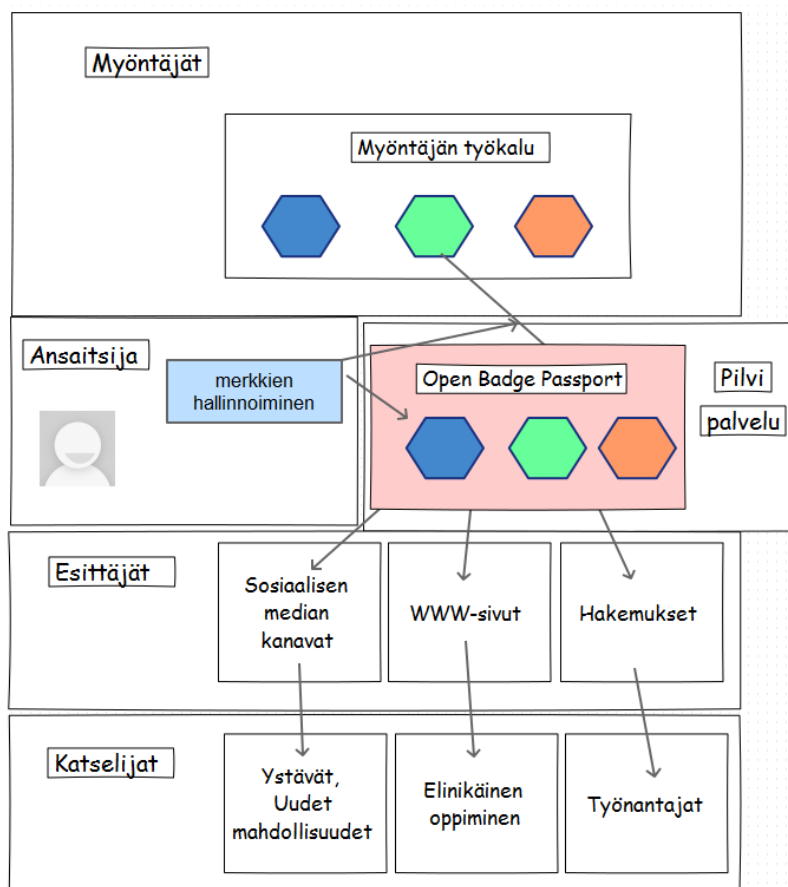 Myöntäjät
Myöntäjän työkalu
Ansaitsija
merkkien
hallinnoiminen
Open Badge Passport
Pilvi
palvelu
Esittäjät
Sosiaalisen
median
kanavat
WWW-sivut
Hakemukset
Katselijat
Ystävät,
Uudet
mahdollisuudet
Elinikäinen
oppiminen
Työnantajat